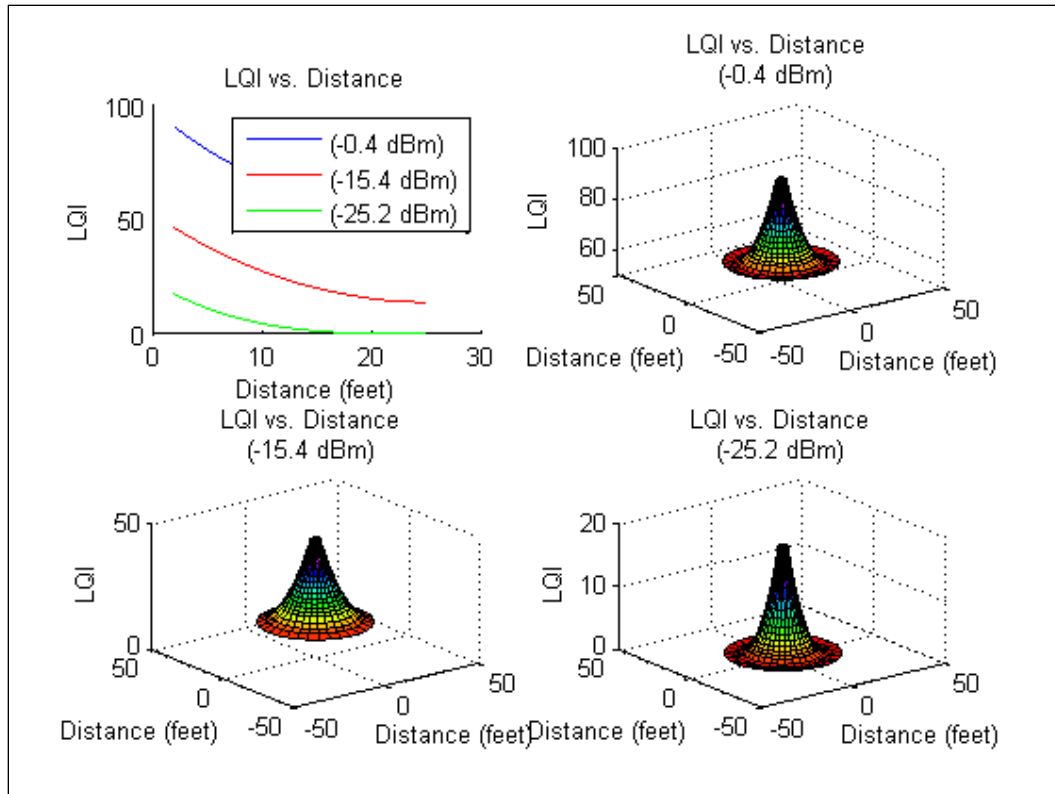 LQI vs. Distance
100
50
0
LQI
0
10
20
30
Distance (feet)
(-0.4 dBm)
(-15.4 dBm)
(-25.2 dBm)
LQI vs. Distance
(-0.4 dBm)
100
80
60
LQI
50
0
-50
Distance (feet)
-50
0
50
Distance (feet)
LQI vs. Distance
(-15.4 dBm)
50
0
LQI
50
0
-50
Distance (feet)
-50
0
50
Distance (feet)
LQI vs. Distance
(-25.2 dBm)
20
10
0
LQI
50
0
-50
Distance (feet)
-50
0
50
Distance (feet)